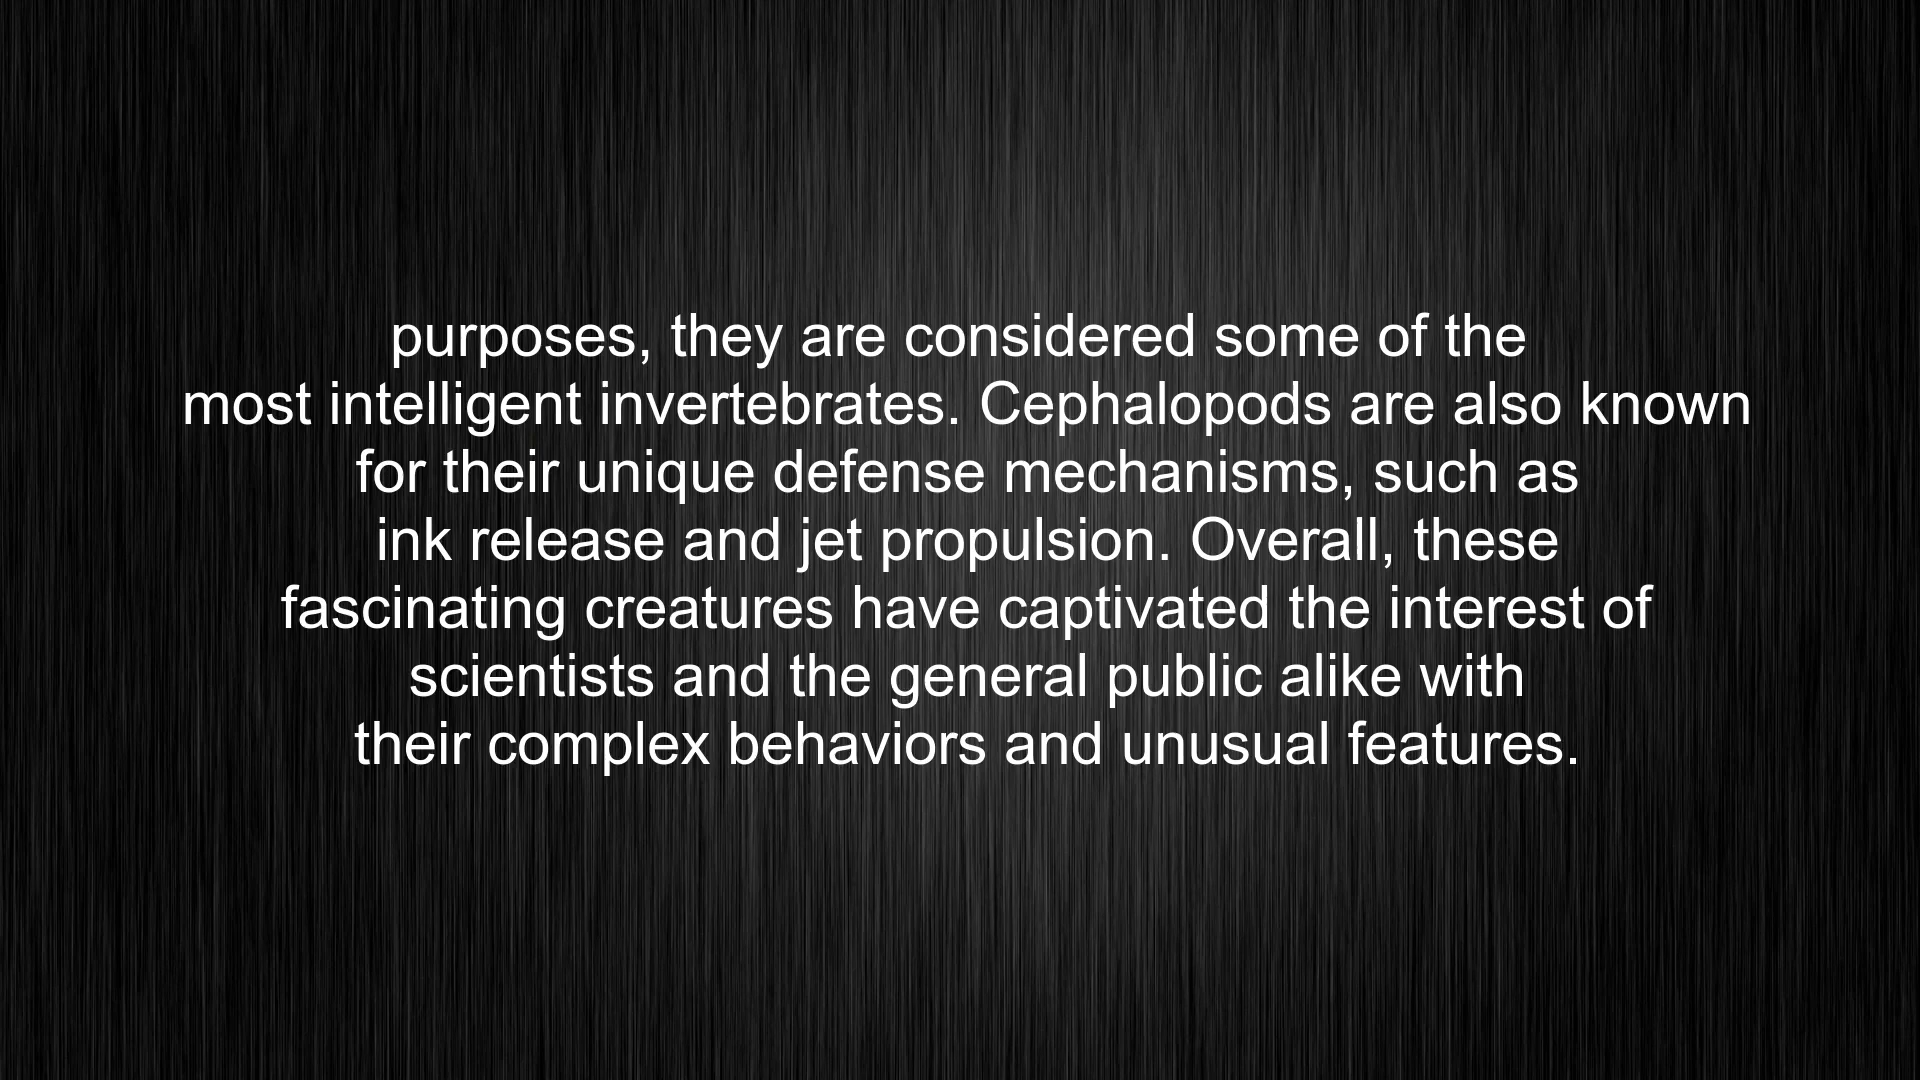 purposes, they are considered some of the
most intelligent invertebrates. Cephalopods are also known
for their unique defense mechanisms, such as
ink release and jet propulsion. Overall, these
fascinating creatures have captivated the interest of
scientists and the general public alike with
their complex behaviors and unusual features.